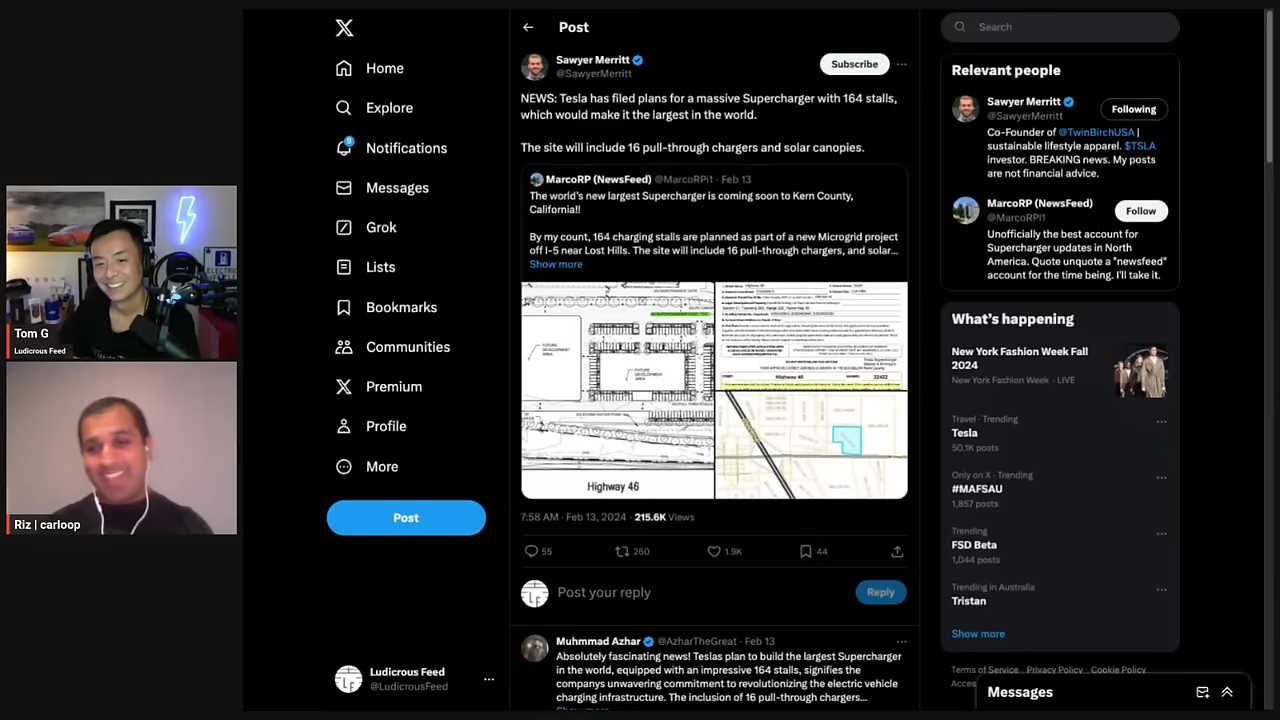 Tom G
Ludicrous Feed
Riz | carloop
Home
Explore
Notifications
Messages
Grok
Lists
Bookmarks
Communities
Premium
Profile
More
Post
Ludicrous Feed
@LudicrousFeed
Post
Sawyer Merritt
@SawyerMerritt
Subscribe
NEWS: Tesla has filed plans for a massive Supercharger with 164 stalls,
which would make it the largest in the world.
The site will include 16 pull-through chargers and solar canopies.
MarcoRP (NewsFeed) @MarcoRPi1 · Feb 13
The world's new largest Supercharger is coming soon to Kern County,
California!!
By my count, 164 charging stalls are planned as part of a new Microgrid project
off I-5 near Lost Hills. The site will include 16 pull-through chargers, and solar...
Show more
FUTURE
DEVELOPMENT
AREA
FUTURE
DEVELOPMENT
AREA
Highway 46
Highway 46
7:58 AM · Feb 13, 2024 · 215.6K Views
55
260
1.9K
44
Post your reply
Reply
Muhmmad Azhar @AzharTheGreat · Feb 13
Absolutely fascinating news! Teslas plan to build the largest Supercharger
in the world, equipped with an impressive 164 stalls, signifies the
companys unwavering commitment to revolutionizing the electric vehicle
charging infrastructure. The inclusion of 16 pull-through chargers...
Search
Relevant people
Sawyer Merritt
@SawyerMerritt
Following
Co-Founder of @TwinBirchUSA |
sustainable lifestyle apparel. $TSLA
investor. BREAKING news. My posts
are not financial advice.
MarcoRP (NewsFeed)
@MarcoRPi1
Follow
Unofficially the best account for
Supercharger updates in North
America. Quote unquote a "newsfeed"
account for the time being. I'll take it.
What's happening
New York Fashion Week Fall
2024
New York Fashion Week · LIVE
Travel · Trending
Tesla
50.1K posts
Only on X · Trending
#MAFSAU
1,857 posts
Trending
FSD Beta
1,044 posts
Trending in Australia
Tristan
Show more
Terms of Service Privacy Policy Cookie Policy
Messages